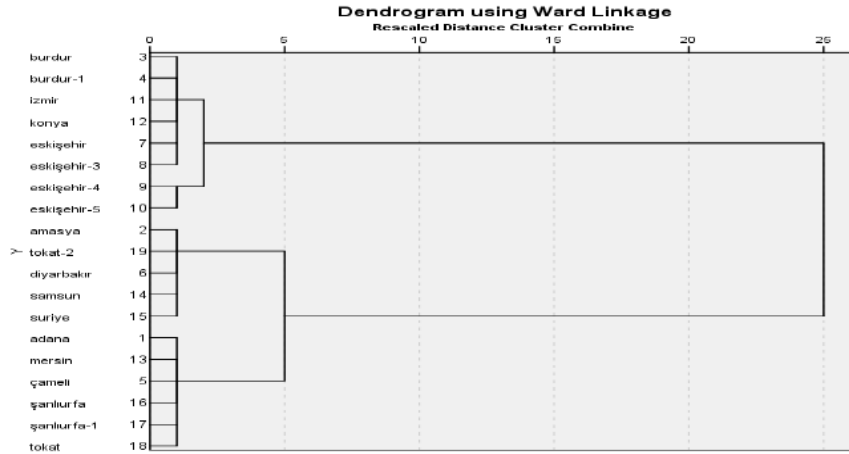 Dendrogram using Ward Linkage
Rescaled Distance Cluster Combine
0 5 10 15 20 25
burdur 3
burdur-1 4
izmir 11
konya 12
eskişehir 7
eskişehir-3 8
eskişehir-4 9
eskişehir-5 10
amasya 2
Y
tokat-2 19
diyarbakır 6
samsun 14
suriye 15
adana 1
mersin 13
çameli 5
şanlıurfa 16
şanlıurfa-1 17
tokat 18